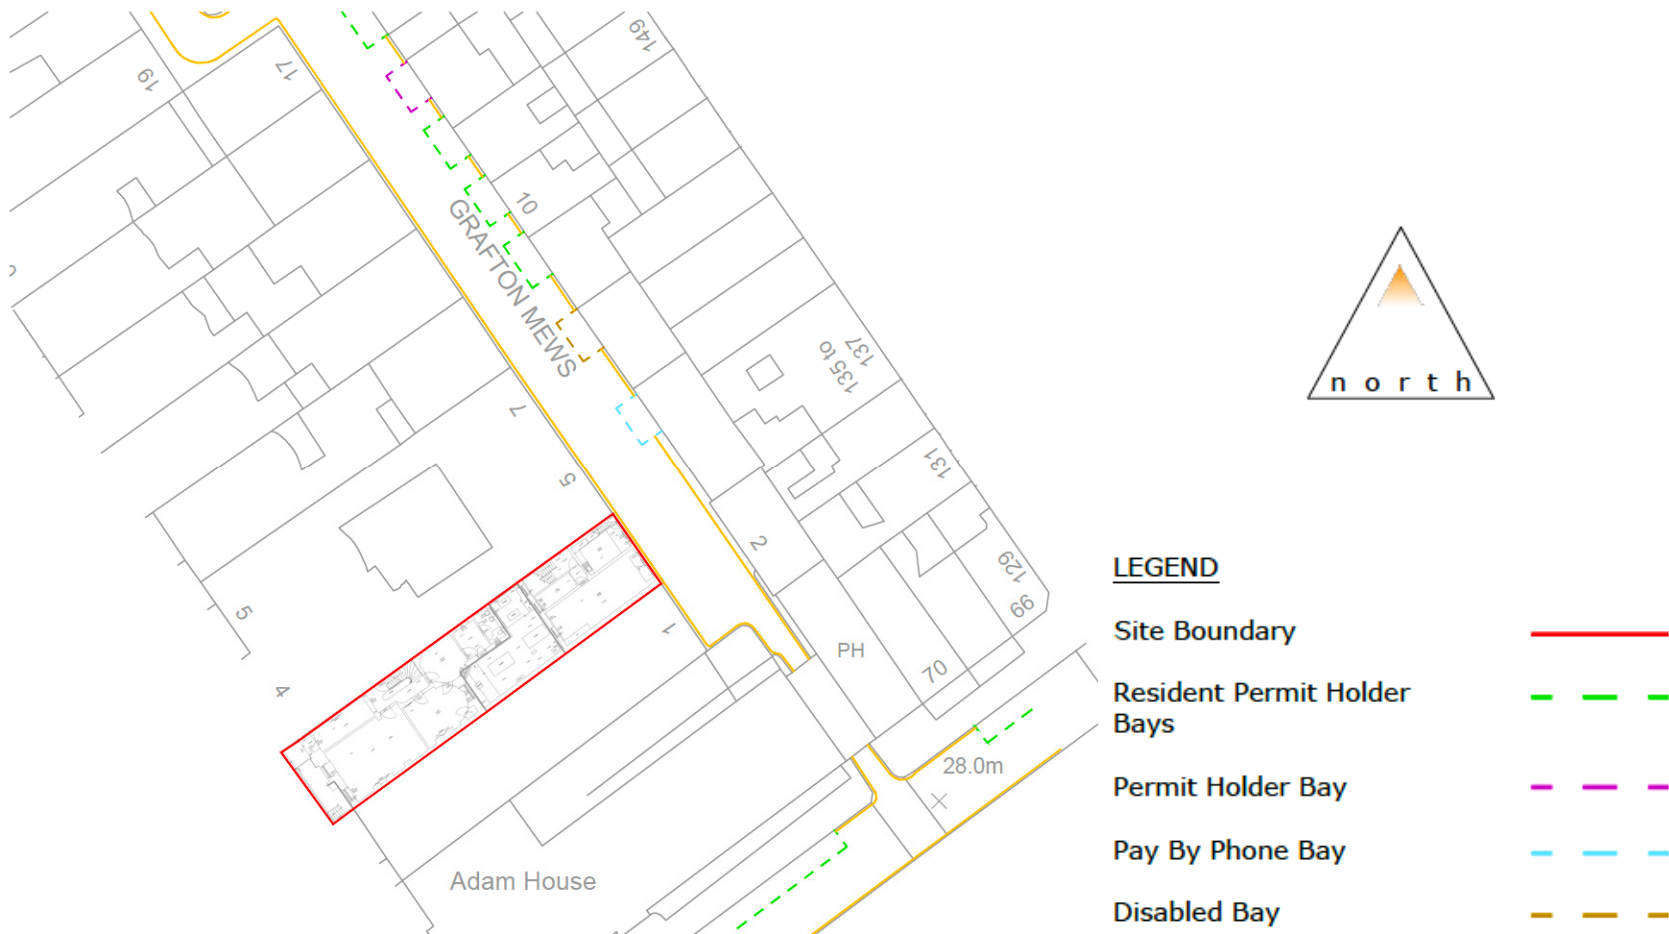 149
19
17
10
GRAFTON MEWS
137
135 to
7
131
5
2
129
99
5
1
PH
4
70
28.0m
Adam House
north
LEGEND
Site Boundary
Resident Permit Holder
Bays
Permit Holder Bay
Pay By Phone Bay
Disabled Bay